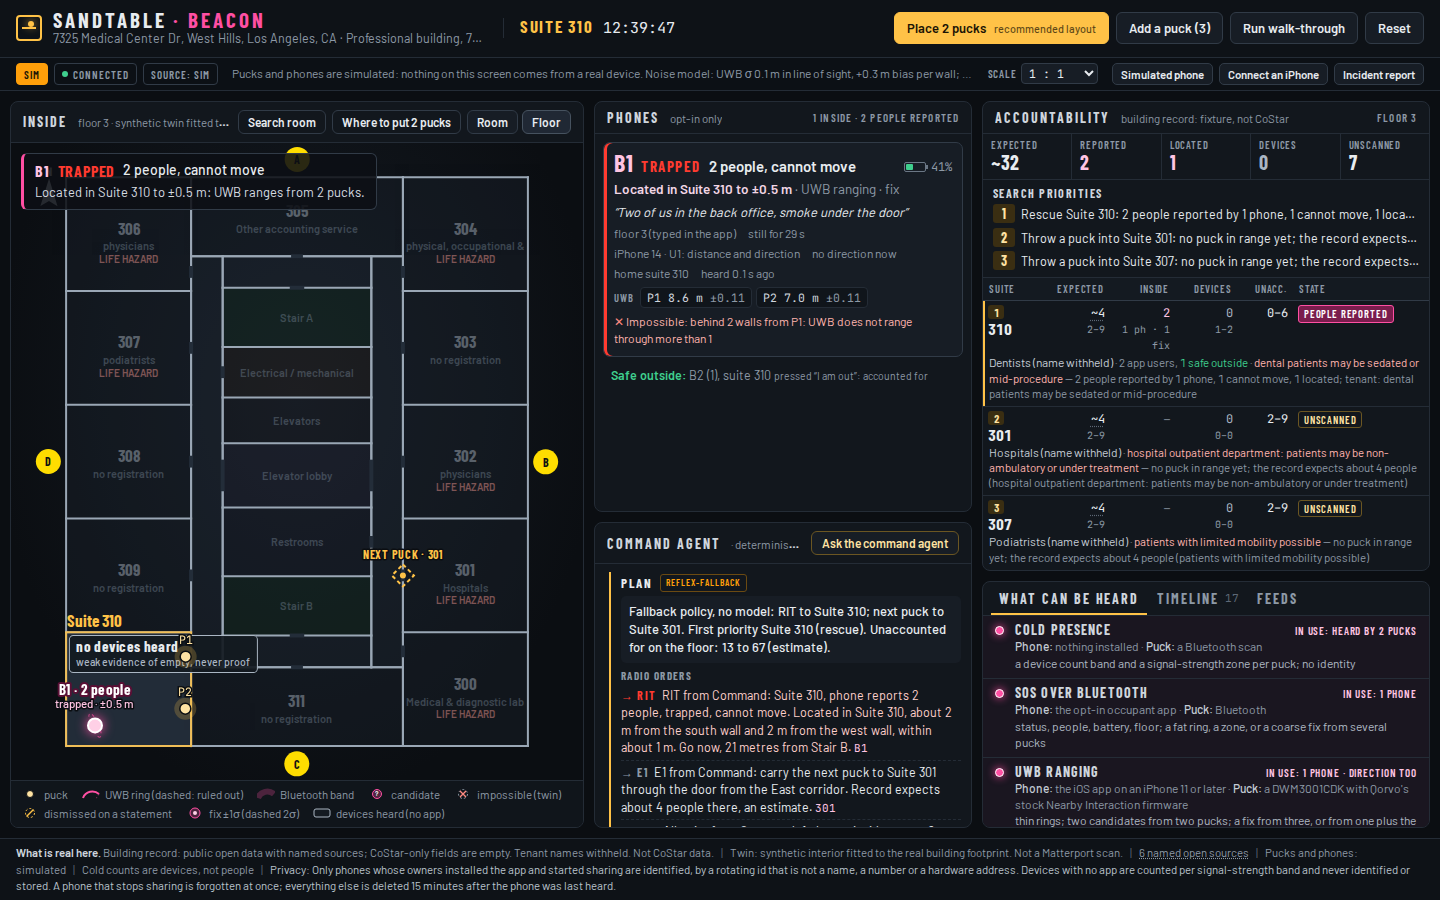 SANDTABLE · BEACON
7325 Medical Center Dr, West Hills, Los Angeles, CA · Professional building, 7...
SUITE 310 12:39:47
Place 2 pucks recommended layout
Add a puck (3)
Run walk-through
Reset
SIM
CONNECTED
SOURCE: SIM
Pucks and phones are simulated: nothing on this screen comes from a real device. Noise model: UWB σ 0.1 m in line of sight, +0.3 m bias per wall; ...
SCALE 1 : 1
Simulated phone
Connect an iPhone
Incident report
INSIDE floor 3 · synthetic twin fitted t...
Search room
Where to put 2 pucks
Room
Floor
A
B1 TRAPPED 2 people, cannot move
Located in Suite 310 to ±0.5 m: UWB ranges from 2 pucks.
305
Other accounting service
306
physicians
LIFE HAZARD
304
physical, occupational &
LIFE HAZARD
Stair A
307
podiatrists
LIFE HAZARD
303
no registration
Electrical / mechanical
Elevators
308
no registration
D
Elevator lobby
302
physicians
LIFE HAZARD
B
Restrooms
NEXT PUCK · 301
309
no registration
301
Hospitals
LIFE HAZARD
Stair B
Suite 310
no devices heard
weak evidence of empty, never proof
P1
B1 · 2 people
trapped · ±0.5 m
P2
311
no registration
300
Medical & diagnostic lab
LIFE HAZARD
C
puck
UWB ring (dashed: ruled out)
Bluetooth band
candidate
impossible (twin)
dismissed on a statement
fix ±1σ (dashed 2σ)
devices heard (no app)
PHONES opt-in only
1 INSIDE · 2 PEOPLE REPORTED
B1 TRAPPED 2 people, cannot move 41%
Located in Suite 310 to ±0.5 m · UWB ranging · fix
"Two of us in the back office, smoke under the door"
floor 3 (typed in the app) still for 29 s
iPhone 14 · U1: distance and direction no direction now
home suite 310 heard 0.1 s ago
UWB P1 8.6 m ±0.11 P2 7.0 m ±0.11
✕ Impossible: behind 2 walls from P1: UWB does not range
through more than 1
Safe outside: B2 (1), suite 310 pressed "I am out": accounted for
COMMAND AGENT · determinis...
Ask the command agent
PLAN REFLEX-FALLBACK
Fallback policy, no model: RIT to Suite 310; next puck to
Suite 301. First priority Suite 310 (rescue). Unaccounted
for on the floor: 13 to 67 (estimate).
RADIO ORDERS
→ RIT RIT from Command: Suite 310, phone reports 2
people, trapped, cannot move. Located in Suite 310, about 2
m from the south wall and 2 m from the west wall, within
about 1 m. Go now, 21 metres from Stair B. B1
→ E1 E1 from Command: carry the next puck to Suite 301
through the door from the East corridor. Record expects
about 4 people there, an estimate. 301
ACCOUNTABILITY building record: fixture, not CoStar
FLOOR 3
EXPECTED
~32
REPORTED
2
LOCATED
1
DEVICES
0
UNSCANNED
7
SEARCH PRIORITIES
1 Rescue Suite 310: 2 people reported by 1 phone, 1 cannot move, 1 loca...
2 Throw a puck into Suite 301: no puck in range yet; the record expects...
3 Throw a puck into Suite 307: no puck in range yet; the record expects...
SUITE EXPECTED INSIDE DEVICES UNACC. STATE
1 ~4 2 0 0–6 PEOPLE REPORTED
310 2–9 1 ph · 1 1–2
fix
Dentists (name withheld) · 2 app users, 1 safe outside · dental patients may be sedated or
mid-procedure — 2 people reported by 1 phone, 1 cannot move, 1 located; tenant: dental
patients may be sedated or mid-procedure
2 ~4 – 0 2–9 UNSCANNED
301 2–9 0–0
Hospitals (name withheld) · hospital outpatient department: patients may be non-
ambulatory or under treatment — no puck in range yet; the record expects about 4 people
(hospital outpatient department: patients may be non-ambulatory or under treatment)
3 ~4 – 0 2–9 UNSCANNED
307 2–9 0–0
Podiatrists (name withheld) · patients with limited mobility possible — no puck in range
yet; the record expects about 4 people (patients with limited mobility possible)
WHAT CAN BE HEARD
TIMELINE 17
FEEDS
COLD PRESENCE IN USE: HEARD BY 2 PUCKS
Phone: nothing installed · Puck: a Bluetooth scan
a device count band and a signal-strength zone per puck; no identity
SOS OVER BLUETOOTH IN USE: 1 PHONE
Phone: the opt-in occupant app · Puck: Bluetooth
status, people, battery, floor; a fat ring, a zone, or a coarse fix from several
pucks
UWB RANGING IN USE: 1 PHONE · DIRECTION TOO
Phone: the iOS app on an iPhone 11 or later · Puck: a DWM3001CDK with Qorvo's
stock Nearby Interaction firmware
thin rings; two candidates from two pucks; a fix from three, or from one plus the
What is real here. Building record: public open data with named sources; CoStar-only fields are empty. Tenant names withheld. Not CoStar data. | Twin: synthetic interior fitted to the real building footprint. Not a Matterport scan. | 6 named open sources | Pucks and phones:
simulated | Cold counts are devices, not people | Privacy: Only phones whose owners installed the app and started sharing are identified, by a rotating id that is not a name, a number or a hardware address. Devices with no app are counted per signal-strength band and never identified or
stored. A phone that stops sharing is forgotten at once; everything else is deleted 15 minutes after the phone was last heard.